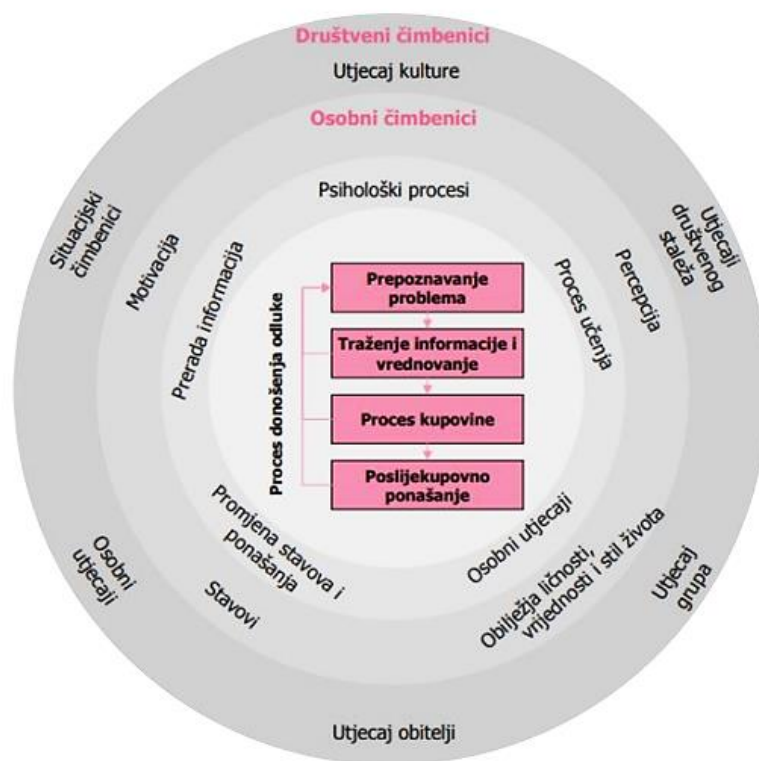 Društveni čimbenici
Utjecaj kulture
Osobni čimbenici
Psihološki procesi
Situacijski
čimbenici
Motivacija
Prerada informacija
Proces učenja
Percepcija
Utjecaji
društvenog
staleža
Proces donošenja odluke
Prepoznavanje
problema
Traženje informacije i
vrednovanje
Proces kupovine
Poslijekupovno
ponašanje
Osobni
utjecaji
Stavovi
Promjena stavova i
ponašanja
Osobni utjecaji
Obilježja ličnosti,
vrijednosti i stil života
Utjecaj
grupa
Utjecaj obitelji